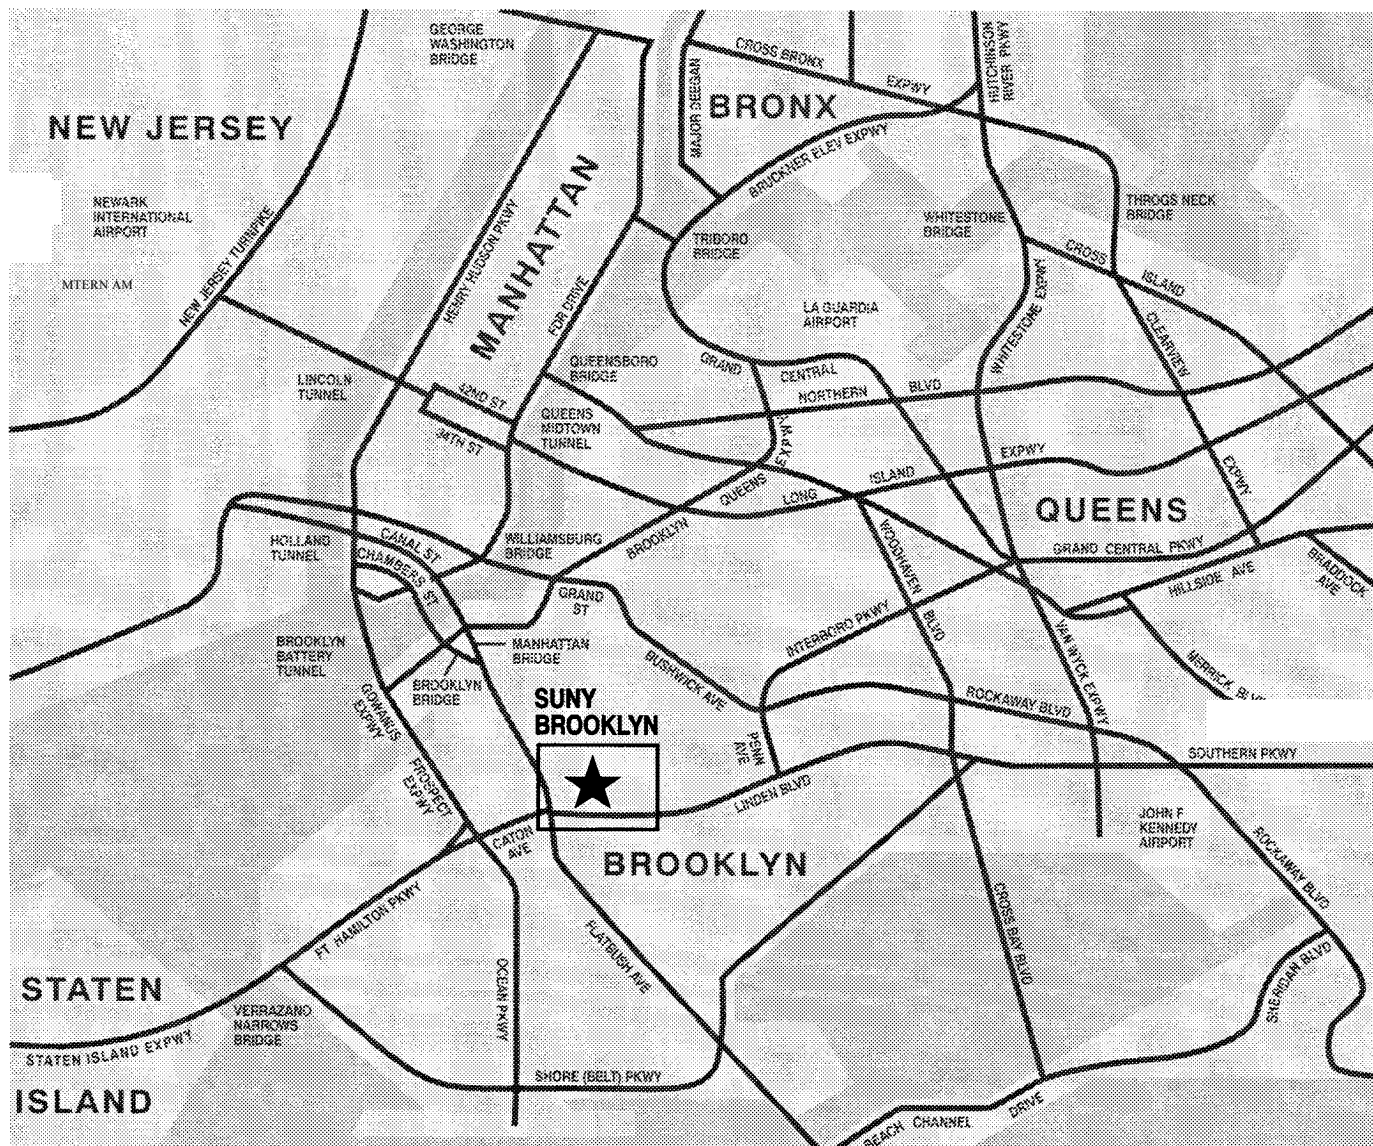 GEORGE
WASHINGTON
BRIDGE
CROSS BRONX
EXPWY
HUTCHINSON
RIVER PKWY
MAJOR DEEGAN
BRONX
NEW JERSEY
BRUCKNER ELEV EXPWY
MANHATTAN
NEWARK
INTERNATIONAL
AIRPORT
NEW JERSEY TURNPIKE
HENRY HUDSON PKWY
WHITESTONE
BRIDGE
THROGS NECK
BRIDGE
TRIBORO
BRIDGE
CROSS
ISLAND
MTERN AM
FDR DRIVE
LA GUARDIA
AIRPORT
WHITESTONE EXPWY
CLEARVIEW
EXPWY
QUEENSBORO
BRIDGE
GRAND
CENTRAL
LINCOLN
TUNNEL
42ND ST
NORTHERN
BLVD
QUEENS
MIDTOWN
TUNNEL
34TH ST
BROOKLYN
QUEENS
EXPWY
LONG
ISLAND
EXPWY
QUEENS
HOLLAND
TUNNEL
CANAL ST
CHAMBERS
ST
WILLIAMSBURG
BRIDGE
WOODHAVEN
BLVD
GRAND CENTRAL PKWY
HILLSIDE AVE
BRADDOCK
AVE
GRAND
ST
INTERBORO PKWY
VAN WYCK EXPWY
MERRICK BLVD
BROOKLYN
BATTERY
TUNNEL
MANHATTAN
BRIDGE
BUSHWICK AVE
BROOKLYN
BRIDGE
GOWANUS
EXPWY
SUNY
BROOKLYN
ROCKAWAY BLVD
PENN
AVE
SOUTHERN PKWY
PROSPECT
EXPWY
LINDEN BLVD
CATON
AVE
JOHN F
KENNEDY
AIRPORT
BROOKLYN
ROCKAWAY BLVD
FT HAMILTON PKWY
FLATBUSH AVE
CROSS BAY BLVD
OCEAN PKWY
SHERIDAN BLVD
STATEN
VERRAZANO
NARROWS
BRIDGE
STATEN ISLAND EXPWY
SHORE (BELT) PKWY
ISLAND
BEACH CHANNEL DRIVE